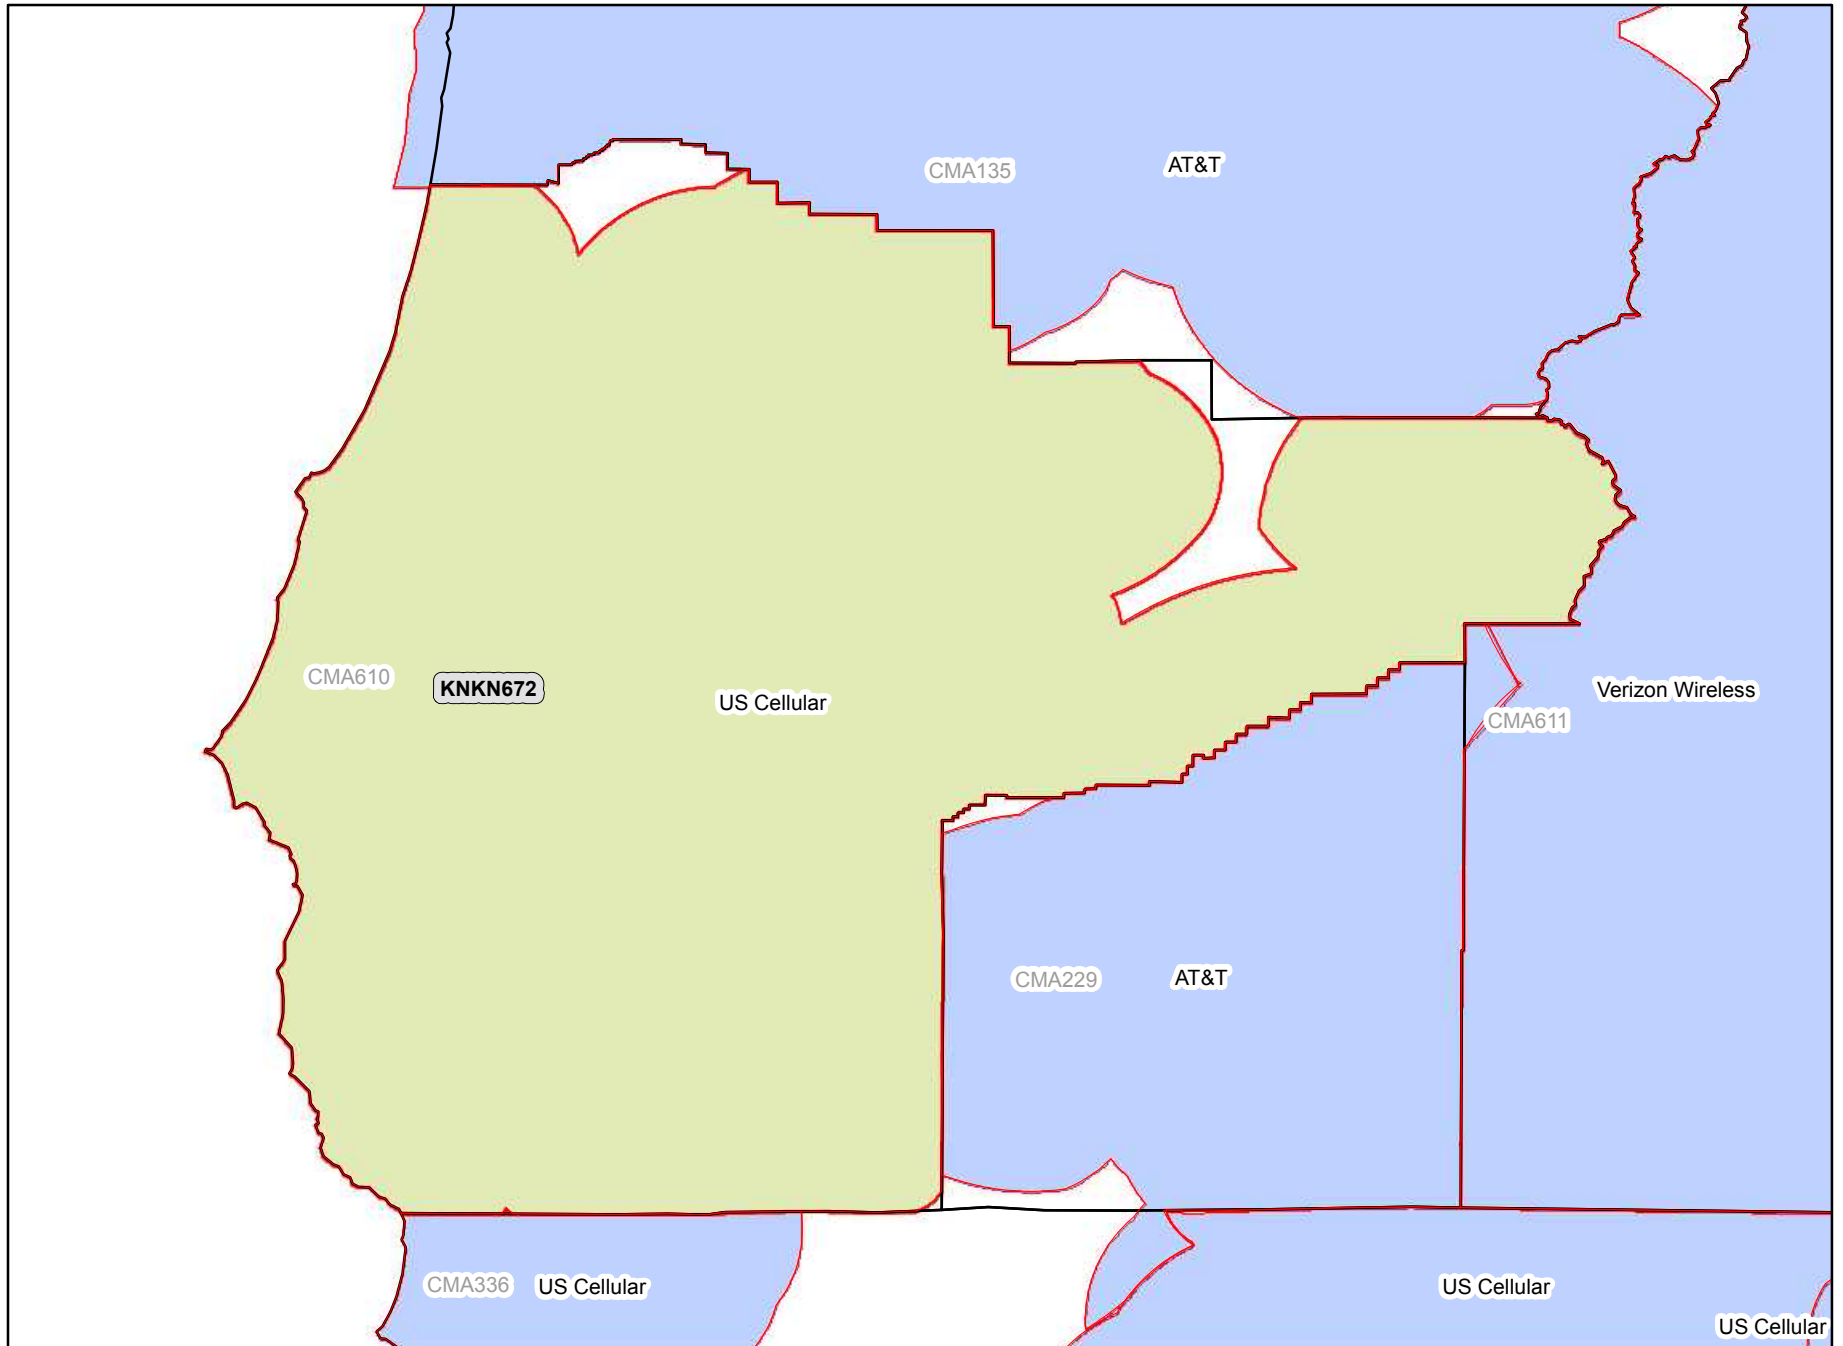 CMA135
AT&T
CMA610
KNKN672
US Cellular
Verizon Wireless
CMA611
CMA229
AT&T
CMA336
US Cellular
US Cellular
US Cellular